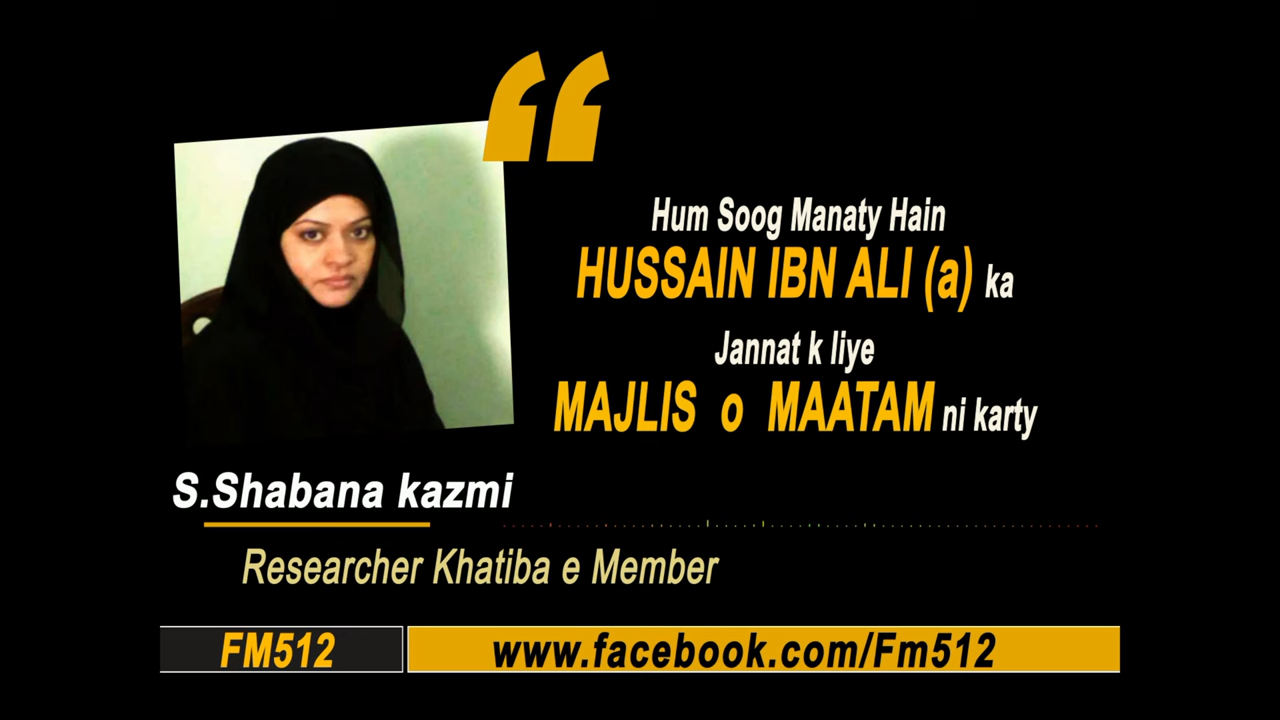 “
Hum Soog Manaty Hain
HUSSAIN IBN ALI (a) ka
Jannat k liye
MAJLIS o MAATAM ni karty
S.Shabana kazmi
Researcher Khatiba e Member
FM512
www.facebook.com/Fm512